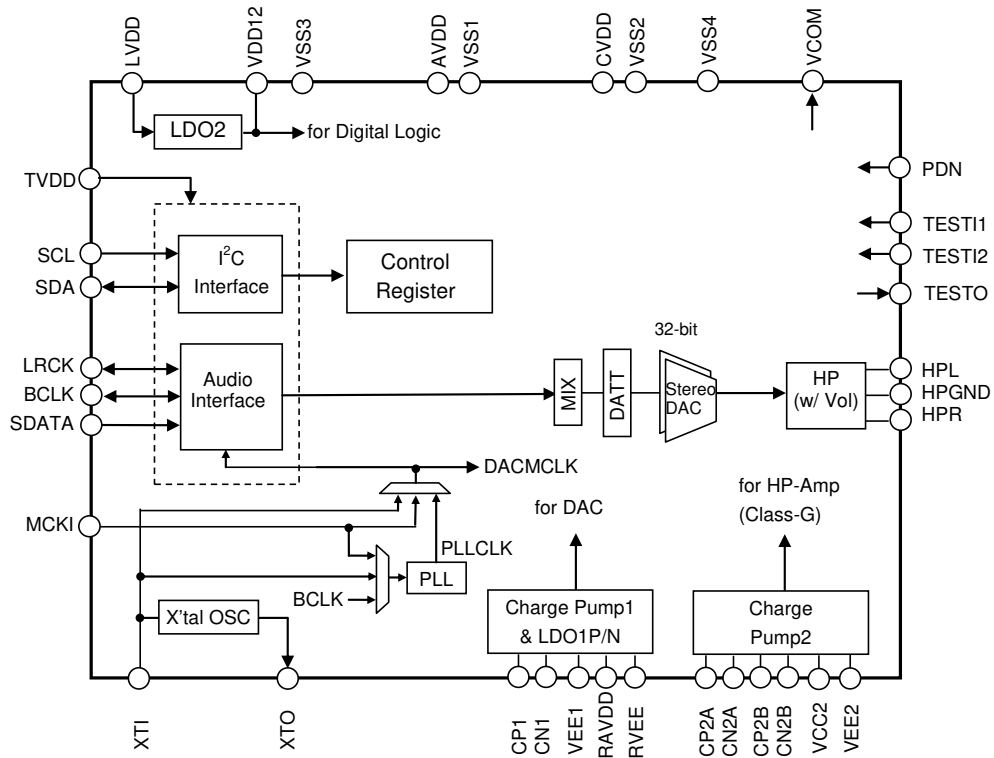 LVDD
VDD12
VSS3
AVDD
VSS1
CVDD
VSS2
VSS4
VCOM
LDO2
for Digital Logic
TVDD
PDN
TESTI1
TESTI2
TESTO
SCL
SDA
I2C
Interface
Control
Register
32-bit
LRCK
BCLK
SDATA
Audio
Interface
MIX
DATT
Stereo
DAC
HP
(w/ Vol)
HPL
HPGND
HPR
DACMCLK
MCKI
PLLCLK
BCLK
PLL
for DAC
for HP-Amp
(Class-G)
X'tal OSC
Charge Pump1
& LDO1P/N
Charge
Pump2
XTI
XTO
CP1
CN1
VEE1
RAVDD
RVEE
CP2A
CN2A
CP2B
CN2B
VCC2
VEE2